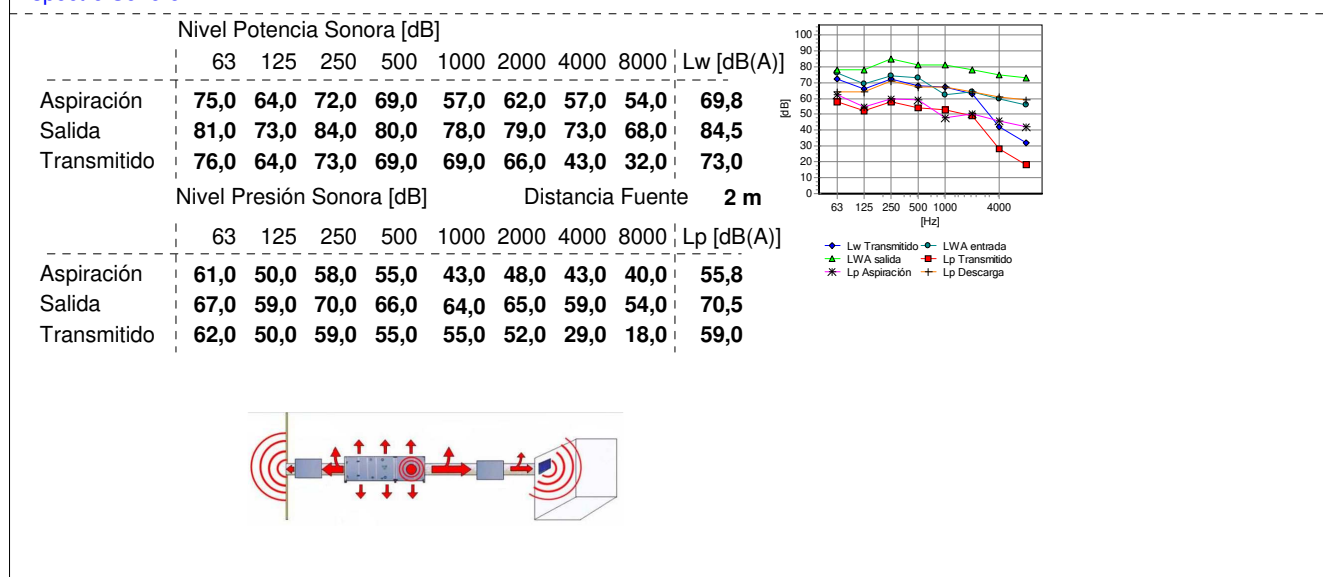 Nivel Potencia Sonora [dB]
63 125 250 500 1000 2000 4000 8000 Lw [dB(A)]
Aspiración 75,0 64,0 72,0 69,0 57,0 62,0 57,0 54,0 69,8
Salida 81,0 73,0 84,0 80,0 78,0 79,0 73,0 68,0 84,5
Transmitido 76,0 64,0 73,0 69,0 69,0 66,0 43,0 32,0 73,0
Nivel Presión Sonora [dB] Distancia Fuente 2 m
63 125 250 500 1000 2000 4000 8000 Lp [dB(A)]
Aspiración 61,0 50,0 58,0 55,0 43,0 48,0 43,0 40,0 55,8
Salida 67,0 59,0 70,0 66,0 64,0 65,0 59,0 54,0 70,5
Transmitido 62,0 50,0 59,0 55,0 55,0 52,0 29,0 18,0 59,0
100
90
80
70
60
50
40
30
20
10
0
[dB]
63 125 250 500 1000 4000
[Hz]
Lw Transmitido LWA entrada
LWA salida Lp Transmitido
Lp Aspiración Lp Descarga